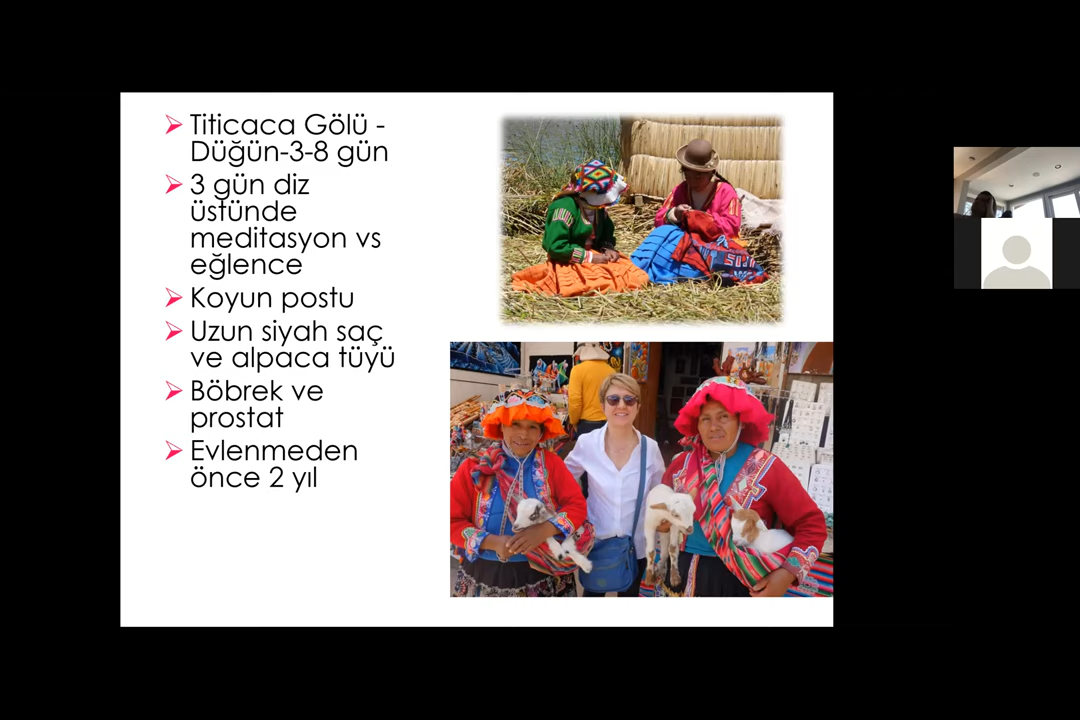 Titicaca Gölü -
Düğün-3-8 gün
3 gün diz
üstünde
meditasyon vs
eğlence
Koyun postu
Uzun siyah saç
ve alpaca tüyü
Böbrek ve
prostat
Evlenmeden
önce 2 yıl